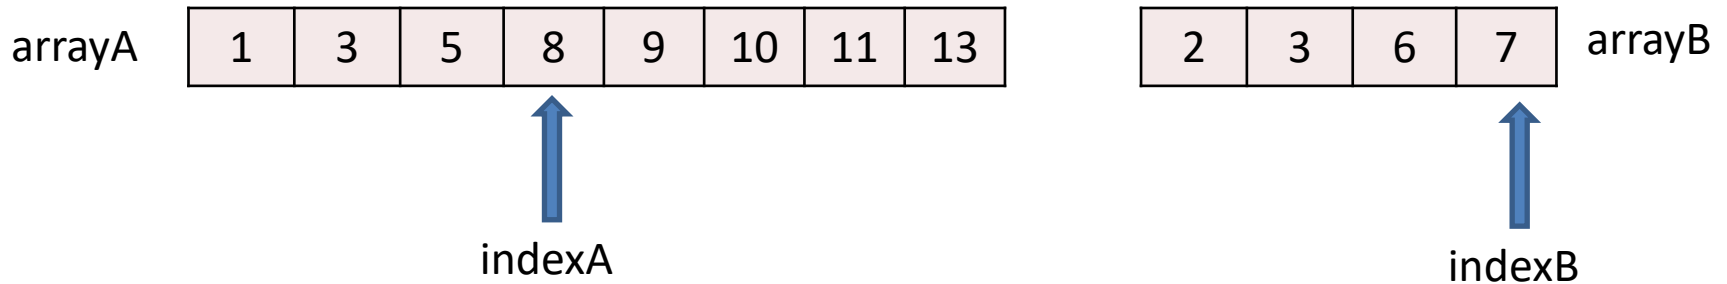 arrayA 1 3 5 8 9 10 11 13 2 3 6 7 arrayB
indexA indexB